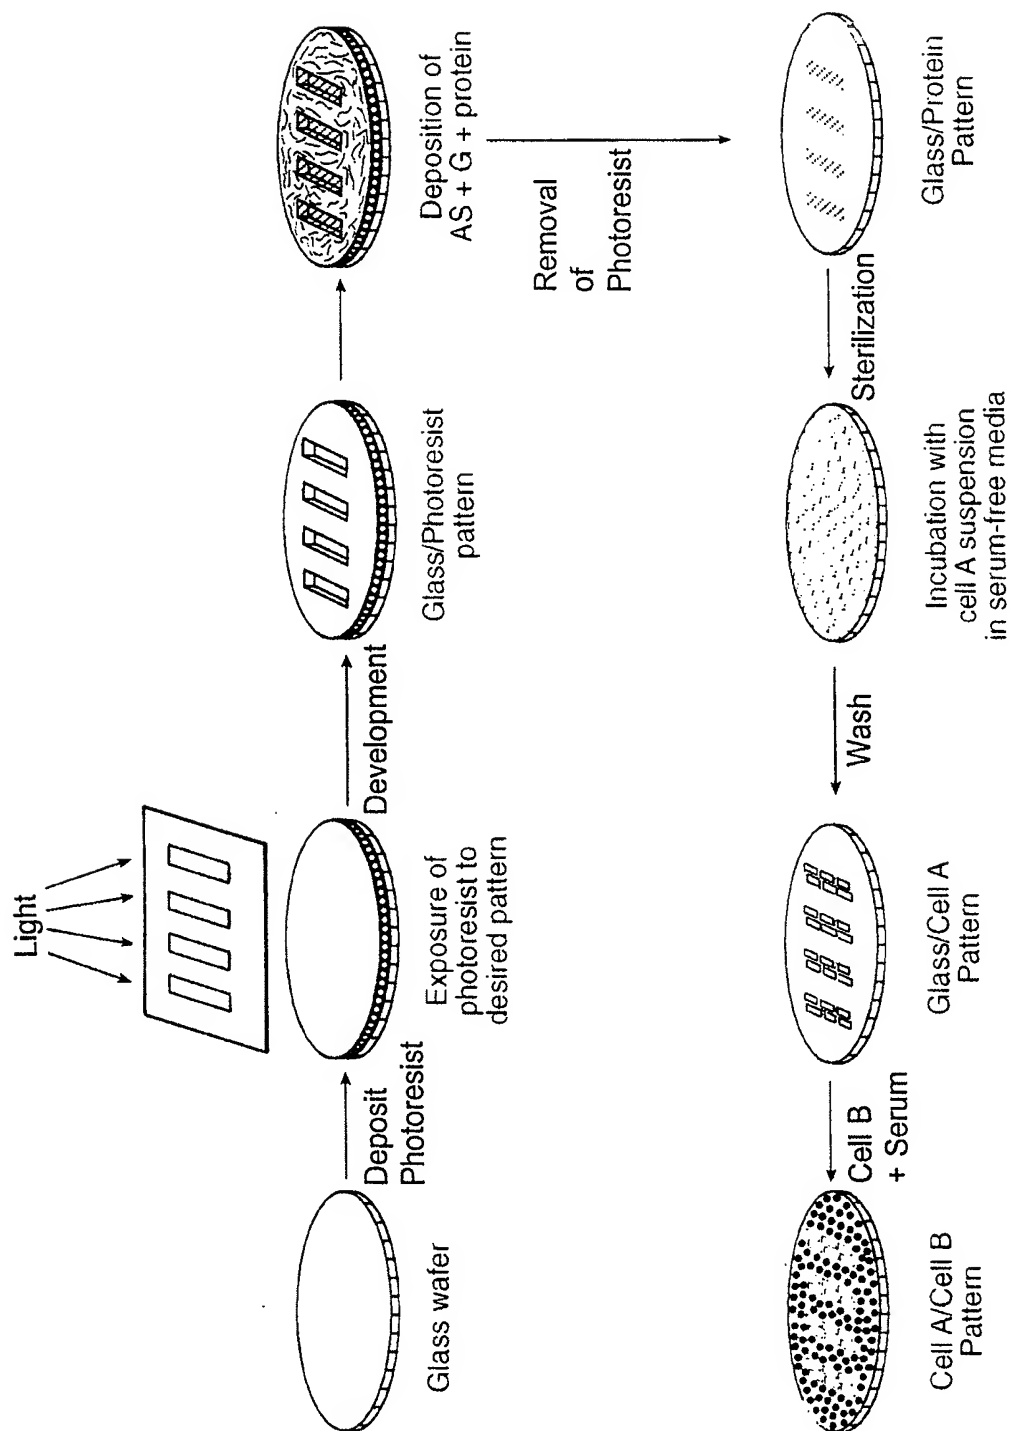 Light
Glass wafer
Deposit
Photoresist
Exposure of
photoresist to
desired pattern
Development
Glass/Photoresist
pattern
Deposition of
AS + G + protein
Removal
of
Photoresist
Glass/Protein
Pattern
Sterilization
Incubation with
cell A suspension
in serum-free media
Wash
Glass/Cell A
Pattern
Cell B
+ Serum
Cell A/Cell B
Pattern